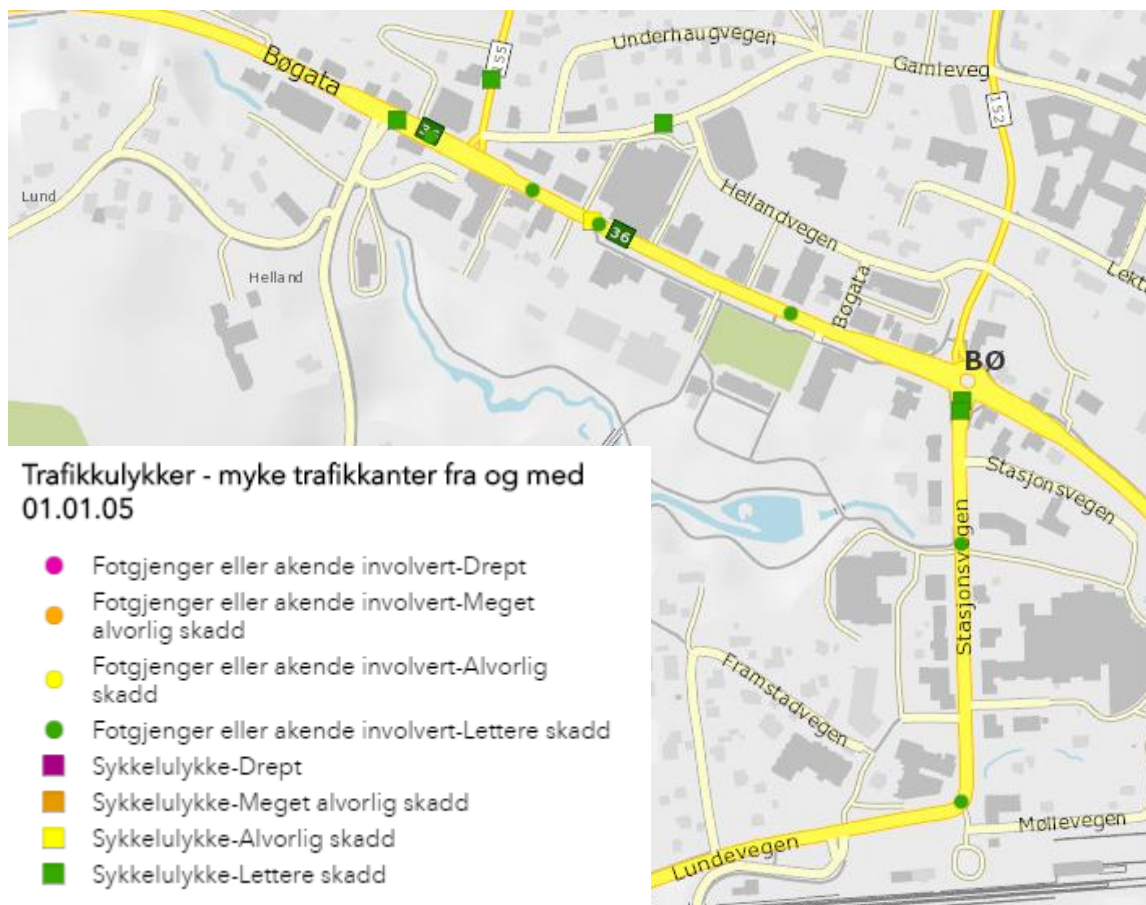 Underhaugvegen
Bøgata
155
Gamleveg
152
36
Lund
Hellandvegen
36
Helland
Bøgata
Lekta
BØ
Trafikkulykker - myke trafikkanter fra og med
01.01.05
Stasjonsvegen
Stasjonsvegen
Fotgjenger eller akende involvert-Drept
Fotgjenger eller akende involvert-Meget
alvorlig skadd
Fotgjenger eller akende involvert-Alvorlig
skadd
Fotgjenger eller akende involvert-Lettere skadd
Framstadvegen
Sykkelulykke-Drept
Sykkelulykke-Meget alvorlig skadd
Sykkelulykke-Alvorlig skadd
Sykkelulykke-Lettere skadd
Møllevegen
Lundevegen